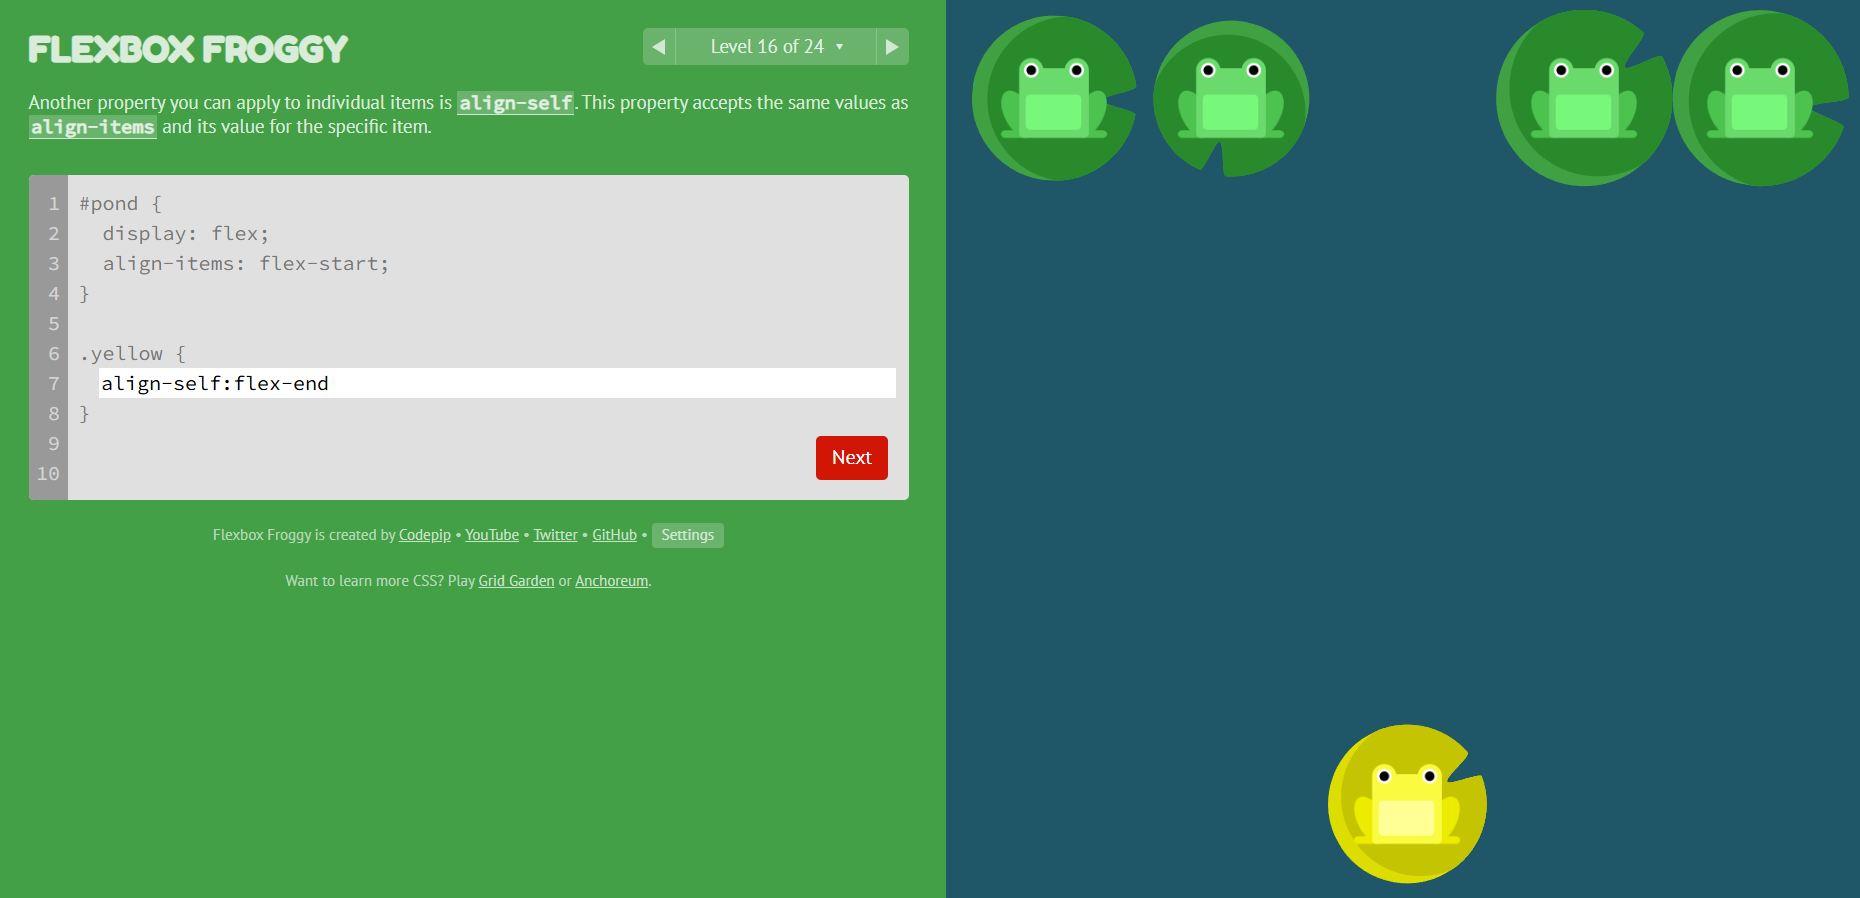 FLEXBOX FROGGY
◀ Level 16 of 24 ▼ ▶
Another property you can apply to individual items is align-self. This property accepts the same values as
align-items and its value for the specific item.
1 #pond {
2   display: flex;
3   align-items: flex-start;
4 }
5
6 .yellow {
7   align-self:flex-end
8 }
9
10
Next
Flexbox Froggy is created by Codepip • YouTube • Twitter • GitHub • Settings
Want to learn more CSS? Play Grid Garden or Anchoreum.